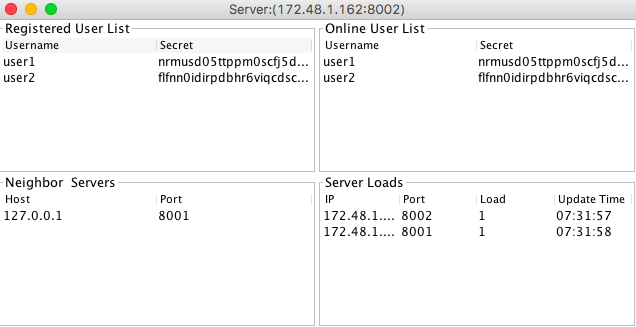 Server:(172.48.1.162:8002)
Registered User List
Username Secret
user1 nrmusd05ttppm0scfj5d...
user2 flfnn0idirpdbhr6viqcdsc...
Online User List
Username Secret
user1 nrmusd05ttppm0scfj5d...
user2 flfnn0idirpdbhr6viqcdsc...
Neighbor Servers
Host Port
127.0.0.1 8001
Server Loads
IP Port Load Update Time
172.48.1.... 8002 1 07:31:57
172.48.1.... 8001 1 07:31:58